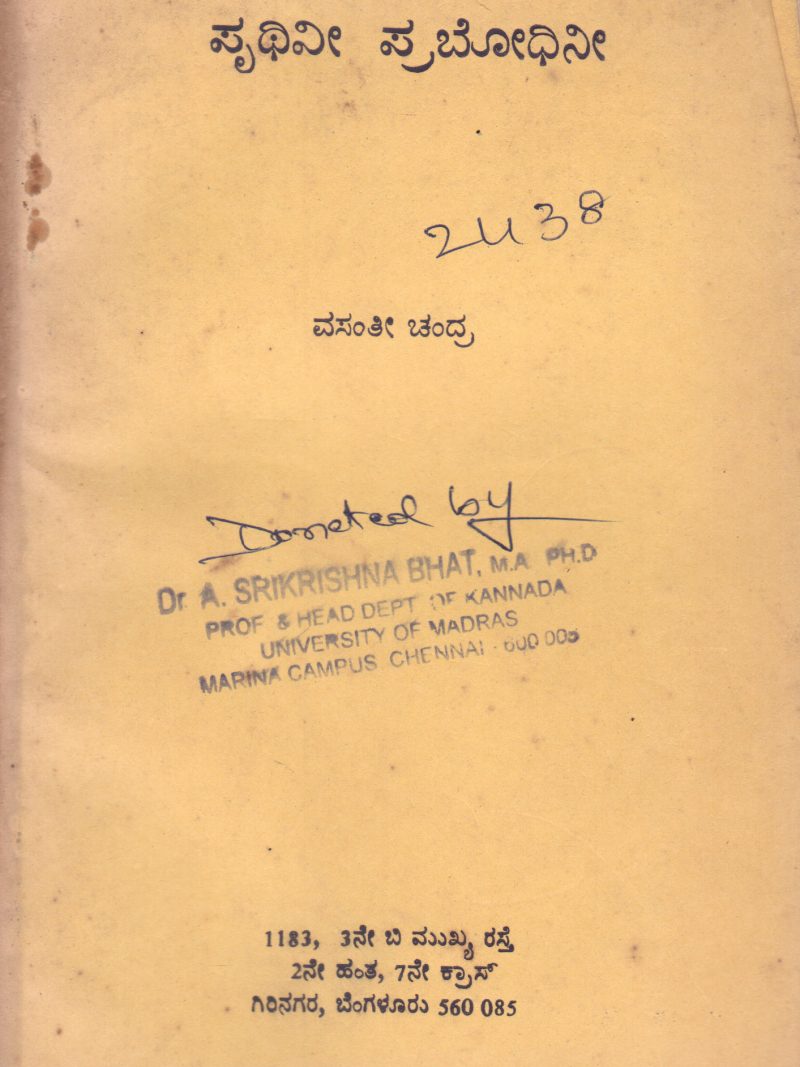 ಪೃಥಿವೀ ಪ್ರಬೋಧಿನೀ
2438
ವಸಂತೀ ಚಂದ್ರ
Doneted by
Dr. A. SRIKRISHNA BHAT, M.A. PH.D
PROF & HEAD DEPT OF KANNADA
UNIVERSITY OF MADRAS
MARINA CAMPUS CHENNAI - 600 005
1183, 3ನೇ ಬಿ ಮುಖ್ಯ ರಸ್ತೆ
2ನೇ ಹಂತ, 7ನೇ ಕ್ರಾಸ್
ಗಿರಿನಗರ, ಬೆಂಗಳೂರು 560 085